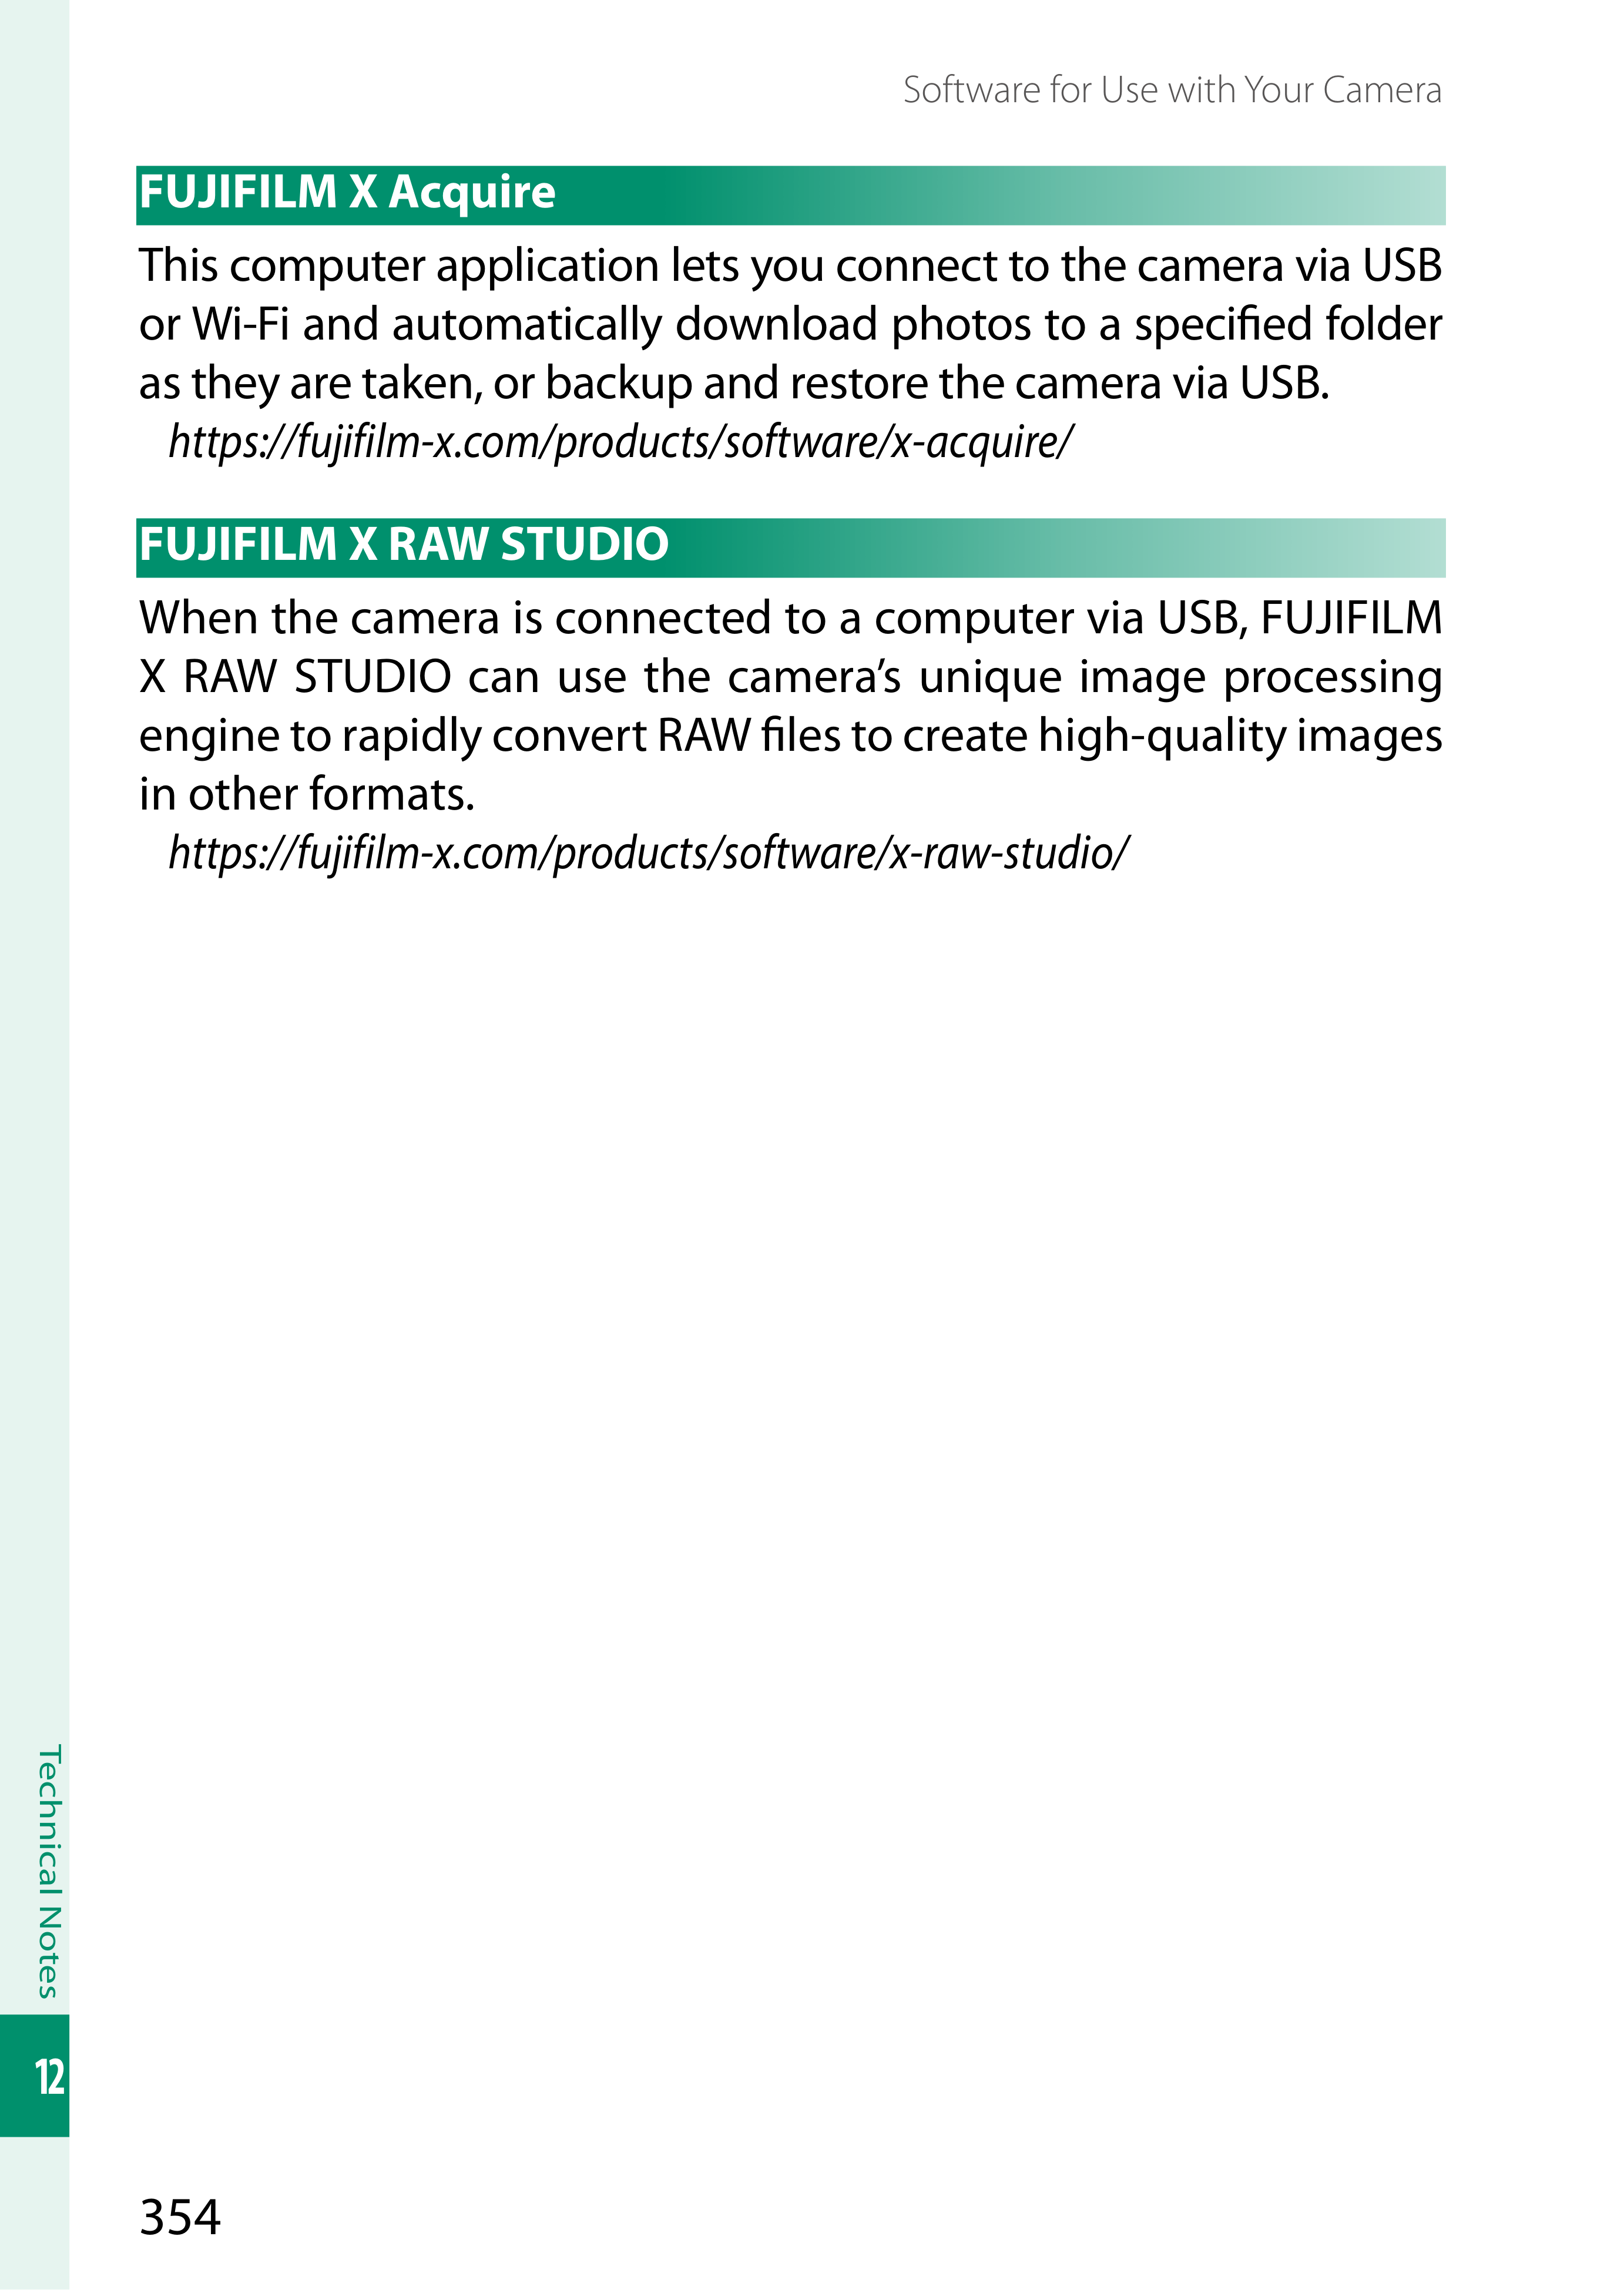 Software for Use with Your Camera
FUJIFILM X Acquire
This computer application lets you connect to the camera via USB
or Wi-Fi and automatically download photos to a specified folder
as they are taken, or backup and restore the camera via USB.
https://fujifilm-x.com/products/software/x-acquire/
FUJIFILM X RAW STUDIO
When the camera is connected to a computer via USB, FUJIFILM
X RAW STUDIO can use the camera’s unique image processing
engine to rapidly convert RAW files to create high-quality images
in other formats.
https://fujifilm-x.com/products/software/x-raw-studio/
Technical Notes
12
354